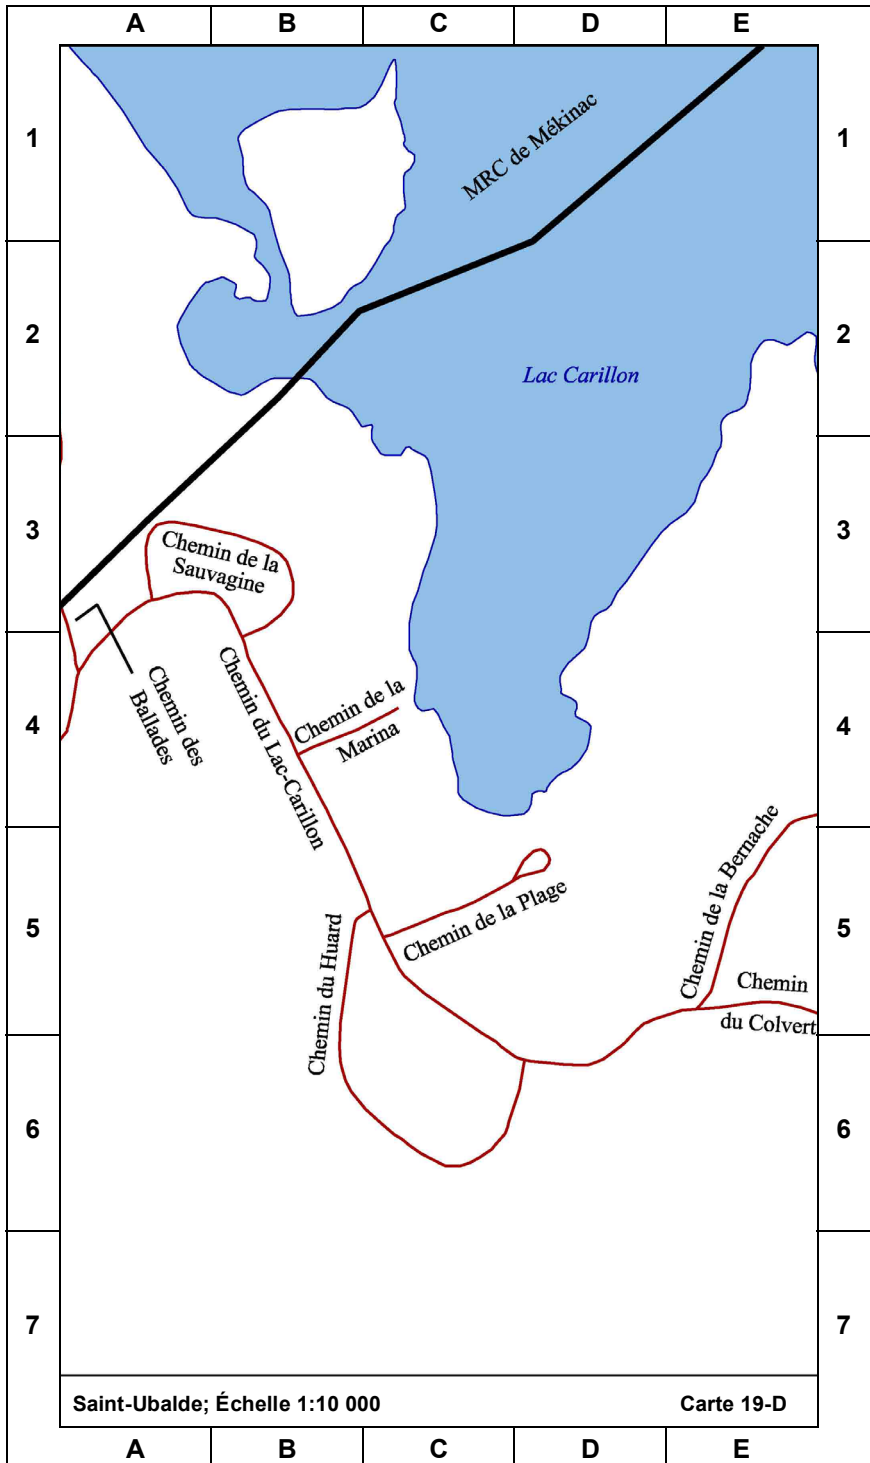 A B C D E
1 1
MRC de Mékinac
2 2
Lac Carillon
3 3
Chemin de la
Sauvagine
4 4
Chemin des
Ballades
Chemin du Lac-Carillon
Chemin de la
Marina
5 5
Chemin de la Plage
Chemin du Huard
Chemin de la Bernache
Chemin
du Colvert
6 6
7 7
Saint-Ubalde; Échelle 1:10 000 Carte 19-D
A B C D E